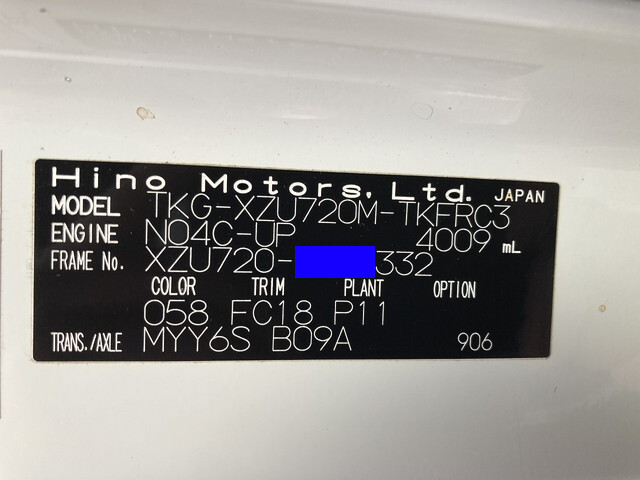 Hino Motors, Ltd. JAPAN
MODEL TKG-XZU720M-TKFRC3
ENGINE N04C-UP 4009 mL
FRAME No. XZU720- 332
COLOR TRIM PLANT OPTION
058 FC18 P11
TRANS./AXLE MYY6S B09A 906